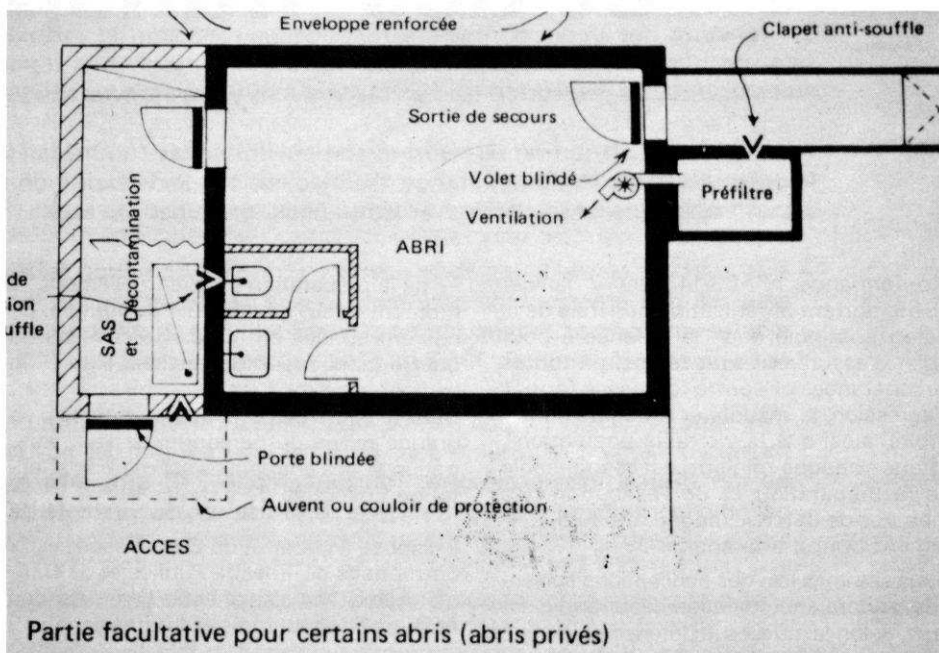 Enveloppe renforcée
Clapet anti-souffle
Sortie de secours
Volet blindé
Préfiltre
Ventilation
ABRI
SAS
et Décontamination
de
ion
uffle
Porte blindée
Auvent ou couloir de protection
ACCES
Partie facultative pour certains abris (abris privés)